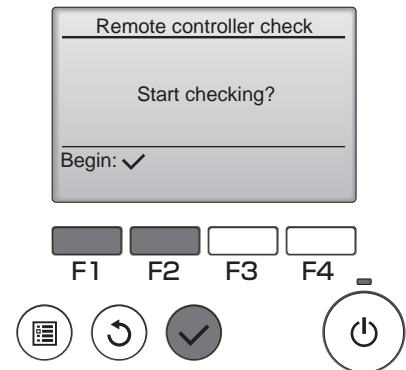 Remote controller check
Start checking?
Begin: ✓
F1 F2 F3 F4